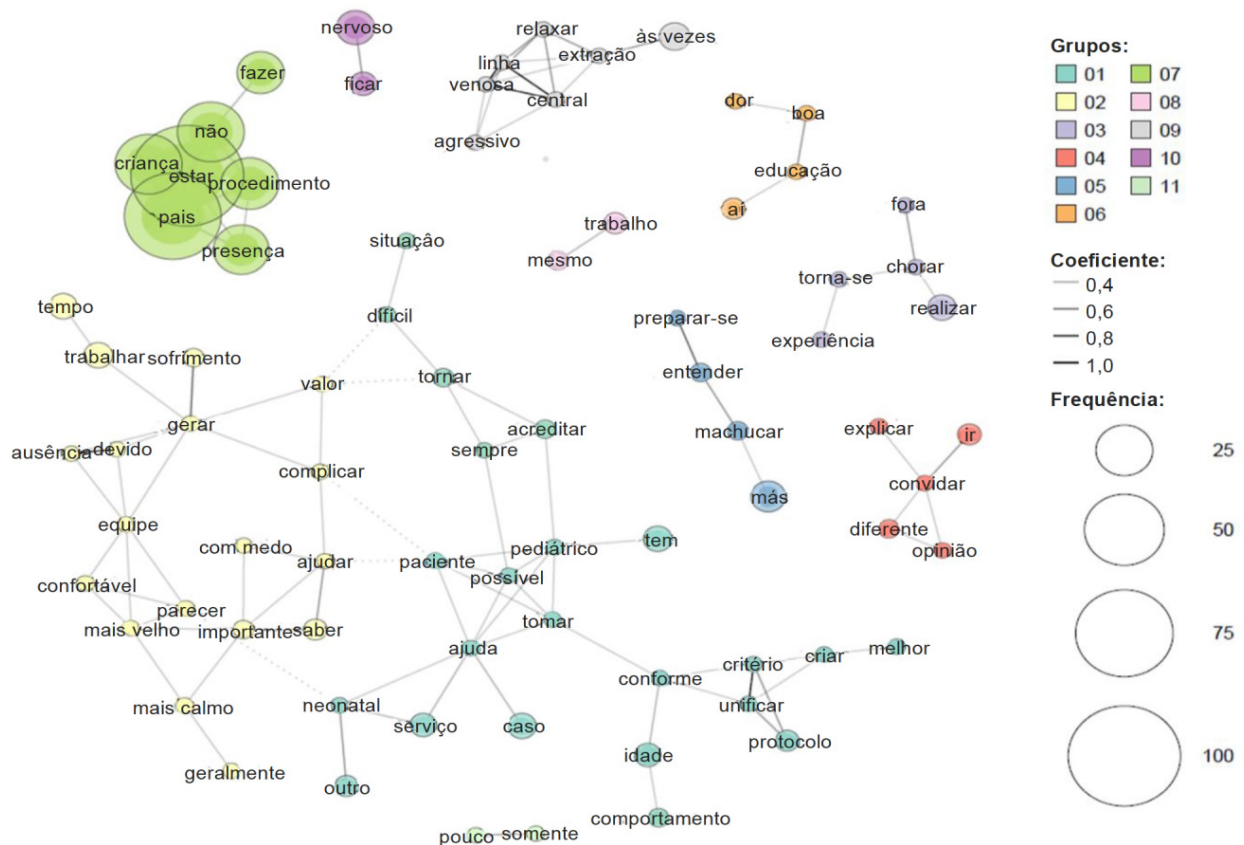 nervoso
ficar
relaxar
às vezes
linha
extração
venosa
central
agressivo
fazer
não
criança
estar
procedimento
pais
presença
dor
boa
educação
aí
trabalho
mesmo
fora
torna-se
chorar
realizar
experiência
situação
difícil
tempo
trabalhar
sofrimento
valor
tornar
gerar
acreditar
ausência
devido
sempre
complicar
equipe
com medo
ajudar
paciente
pediátrico
tem
confortável
possível
parecer
mais velho
importante
saber
tomar
ajuda
mais calmo
neonatal
serviço
caso
geralmente
outro
conforme
critério
criar
melhor
unificar
protocolo
idade
comportamento
pouco
somente
preparar-se
entender
machucar
más
explicar
ir
convidar
diferente
opinião
Grupos:
01
02
03
04
05
06
07
08
09
10
11
Coeficiente:
0,4
0,6
0,8
1,0
Frequência:
25
50
75
100